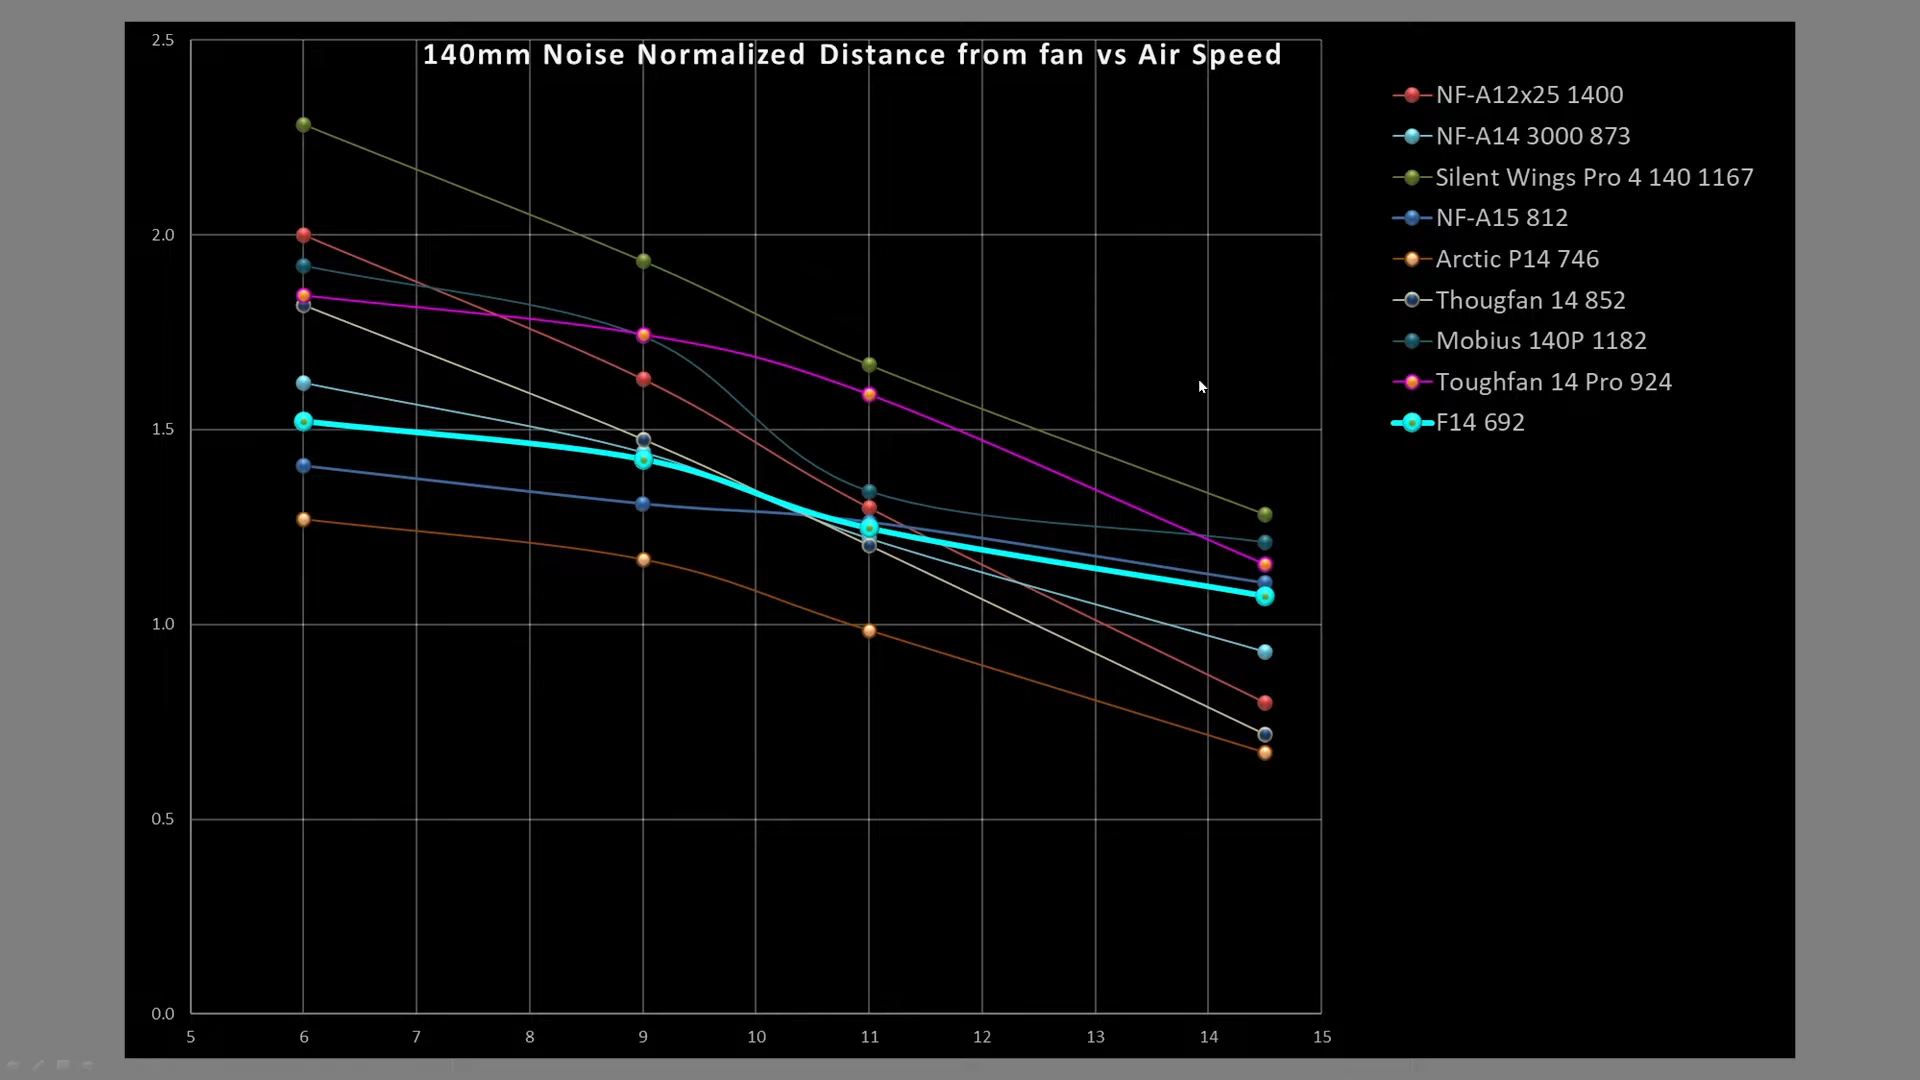 140mm Noise Normalized Distance from fan vs Air Speed
2.5
2.0
1.5
1.0
0.5
0.0
5 6 7 8 9 10 11 12 13 14 15
NF-A12x25 1400
NF-A14 3000 873
Silent Wings Pro 4 140 1167
NF-A15 812
Arctic P14 746
Thougfan 14 852
Mobius 140P 1182
Toughfan 14 Pro 924
F14 692